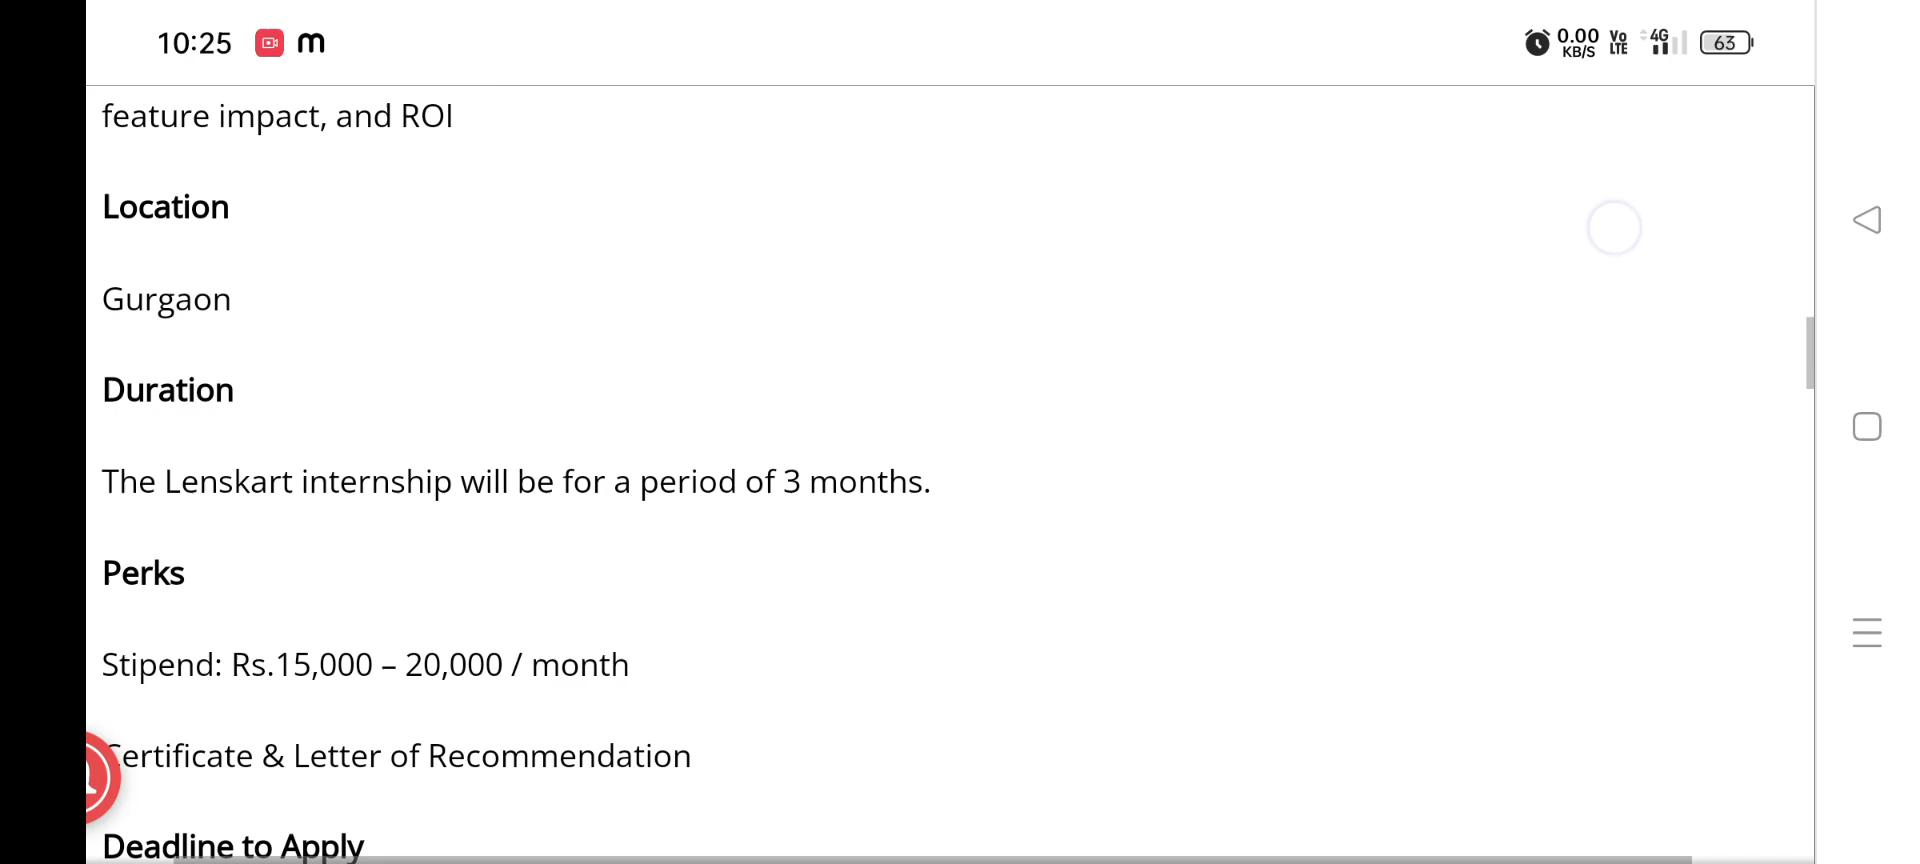 10:25
m
0.00
KB/S
Vo
LTE
4G
63
feature impact, and ROI
Location
Gurgaon
Duration
The Lenskart internship will be for a period of 3 months.
Perks
Stipend: Rs.15,000 – 20,000 / month
Certificate & Letter of Recommendation
Deadline to Apply